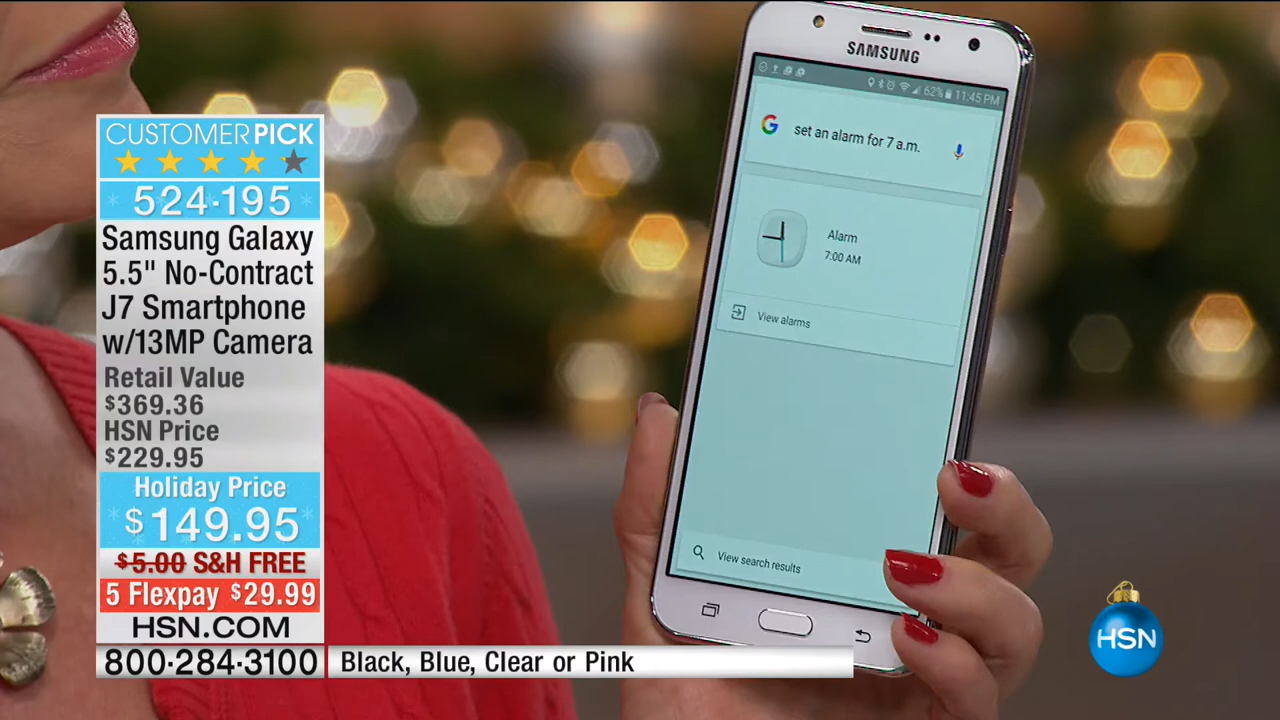 CUSTOMER PICK
524·195
Samsung Galaxy
5.5" No-Contract
J7 Smartphone
w/13MP Camera
Retail Value
$369.36
HSN Price
$229.95
Holiday Price
$149.95
$5.00 S&H FREE
5 Flexpay $29.99
HSN.COM
800·284·3100
Black, Blue, Clear or Pink
SAMSUNG
62% 11:45 PM
set an alarm for 7 a.m.
Alarm
7:00 AM
View alarms
View search results
HSN